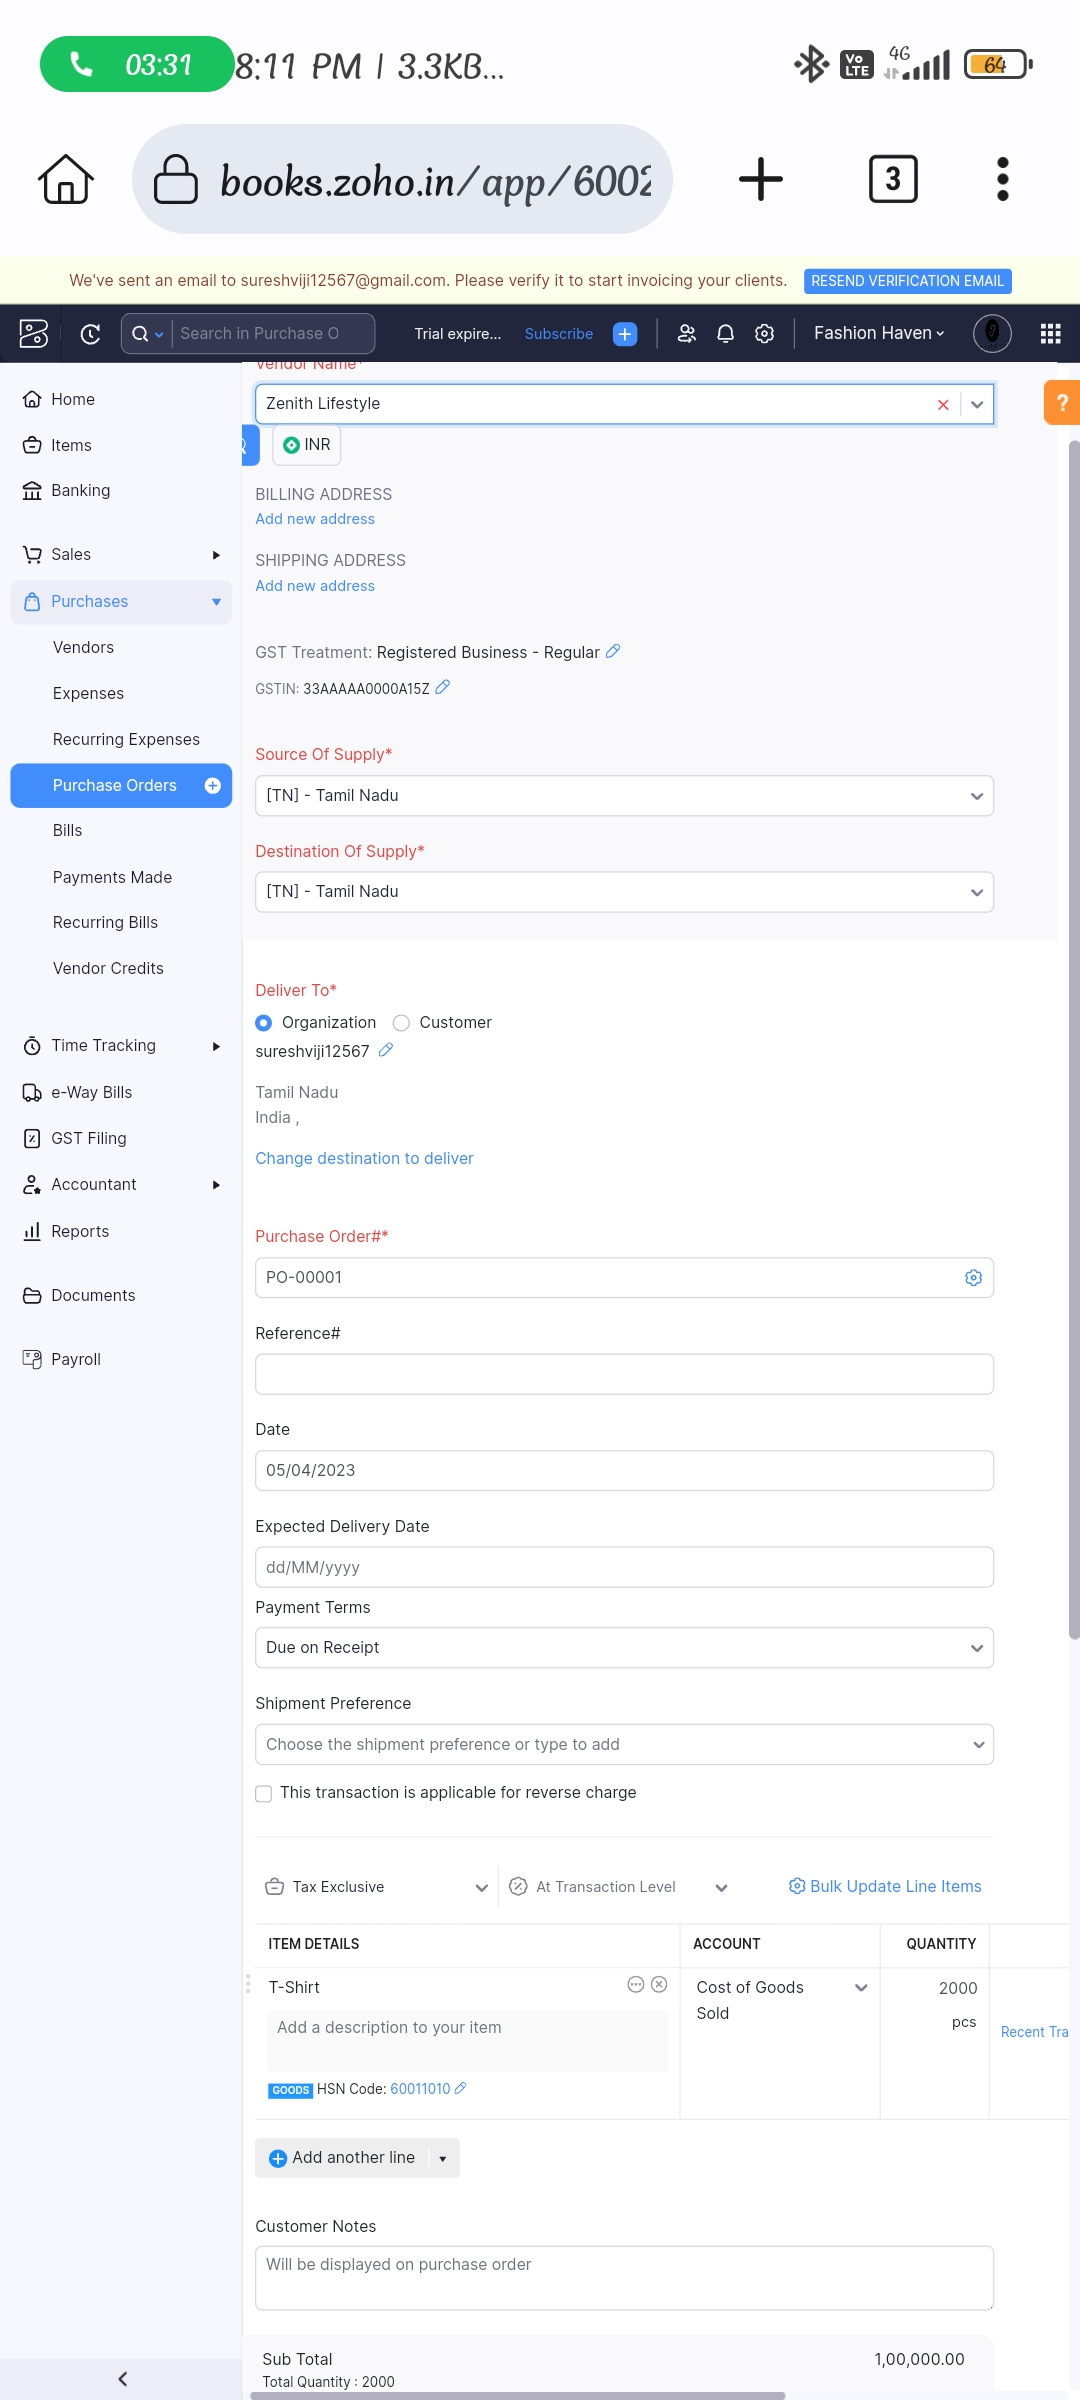 03:31 8:11 PM | 3.3KB... Vo LTE 4G 64
books.zoho.in/app/6002 3
We've sent an email to sureshviji12567@gmail.com. Please verify it to start invoicing your clients. RESEND VERIFICATION EMAIL
Search in Purchase O Trial expire... Subscribe Fashion Haven
Vendor Name*
Home
Zenith Lifestyle
?
Items
INR
Banking
BILLING ADDRESS
Add new address
Sales
SHIPPING ADDRESS
Add new address
Purchases
Vendors
GST Treatment: Registered Business - Regular
Expenses
GSTIN: 33AAAAA0000A15Z
Recurring Expenses
Source Of Supply*
Purchase Orders
[TN] - Tamil Nadu
Bills
Destination Of Supply*
Payments Made
[TN] - Tamil Nadu
Recurring Bills
Vendor Credits
Deliver To*
Organization Customer
Time Tracking
sureshviji12567
e-Way Bills
Tamil Nadu
India ,
GST Filing
Change destination to deliver
Accountant
Reports
Purchase Order#*
PO-00001
Documents
Reference#
Payroll
Date
05/04/2023
Expected Delivery Date
dd/MM/yyyy
Payment Terms
Due on Receipt
Shipment Preference
Choose the shipment preference or type to add
This transaction is applicable for reverse charge
Tax Exclusive At Transaction Level Bulk Update Line Items
ITEM DETAILS ACCOUNT QUANTITY
T-Shirt Cost of Goods Sold 2000
Add a description to your item pcs
Recent Tra
GOODS HSN Code: 60011010
Add another line
Customer Notes
Will be displayed on purchase order
Sub Total 1,00,000.00
Total Quantity : 2000